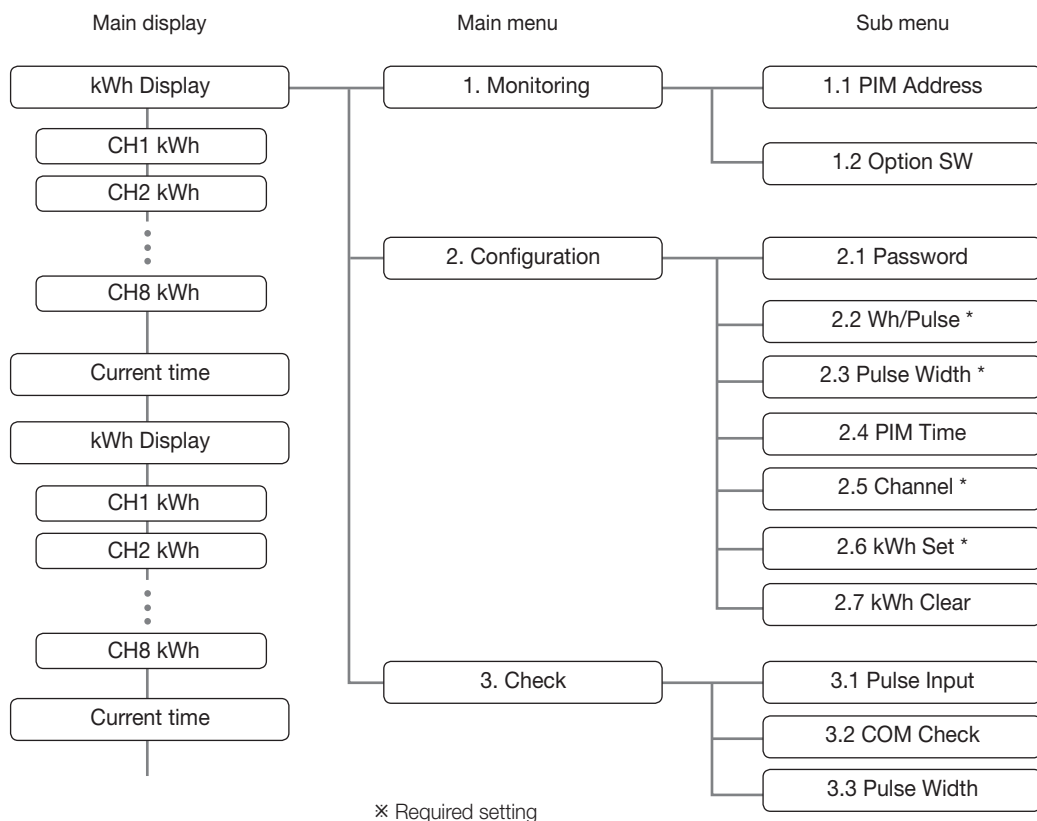 Main display
Main menu
Sub menu
kWh Display
1. Monitoring
1.1 PIM Address
CH1 kWh
1.2 Option SW
CH2 kWh
2. Configuration
2.1 Password
CH8 kWh
2.2 Wh/Pulse *
Current time
2.3 Pulse Width *
kWh Display
2.4 PIM Time
CH1 kWh
2.5 Channel *
CH2 kWh
2.6 kWh Set *
2.7 kWh Clear
CH8 kWh
3. Check
3.1 Pulse Input
Current time
3.2 COM Check
3.3 Pulse Width
※ Required setting